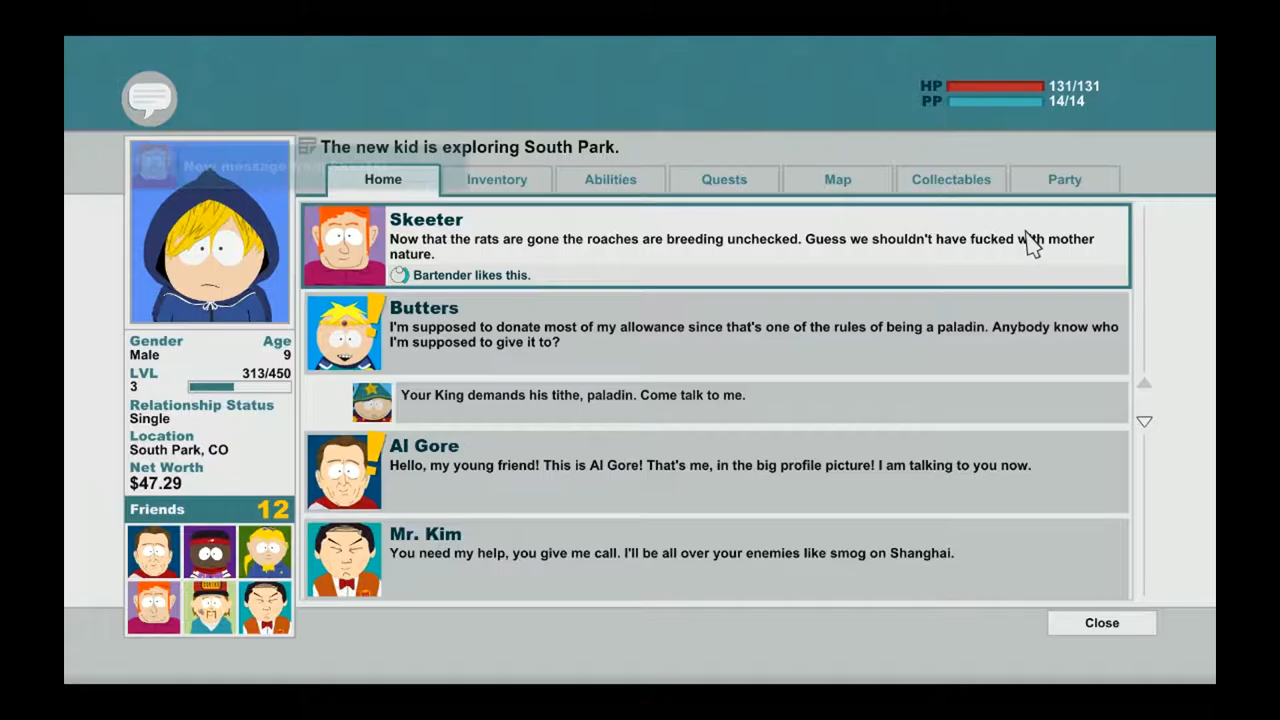 HP 131/131
PP 14/14
The new kid is exploring South Park.
New message from
Home Inventory Abilities Quests Map Collectables Party
Skeeter
Now that the rats are gone the roaches are breeding unchecked. Guess we shouldn't have fucked with mother
nature.
Bartender likes this.
Butters
I'm supposed to donate most of my allowance since that's one of the rules of being a paladin. Anybody know who
I'm supposed to give it to?
Your King demands his tithe, paladin. Come talk to me.
Al Gore
Hello, my young friend! This is Al Gore! That's me, in the big profile picture! I am talking to you now.
Mr. Kim
You need my help, you give me call. I'll be all over your enemies like smog on Shanghai.
Gender Age
Male 9
LVL 313/450
3
Relationship Status
Single
Location
South Park, CO
Net Worth
$47.29
Friends 12
Close